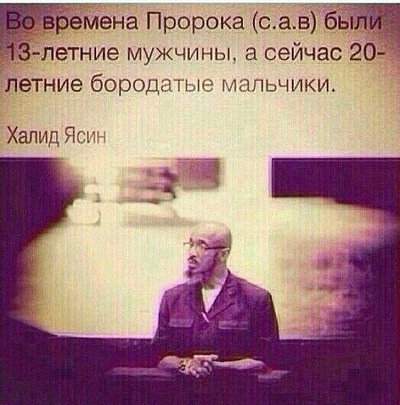 Во времена Пророка (с.а.в) были
13-летние мужчины, а сейчас 20-
летние бородатые мальчики.
Халид Ясин